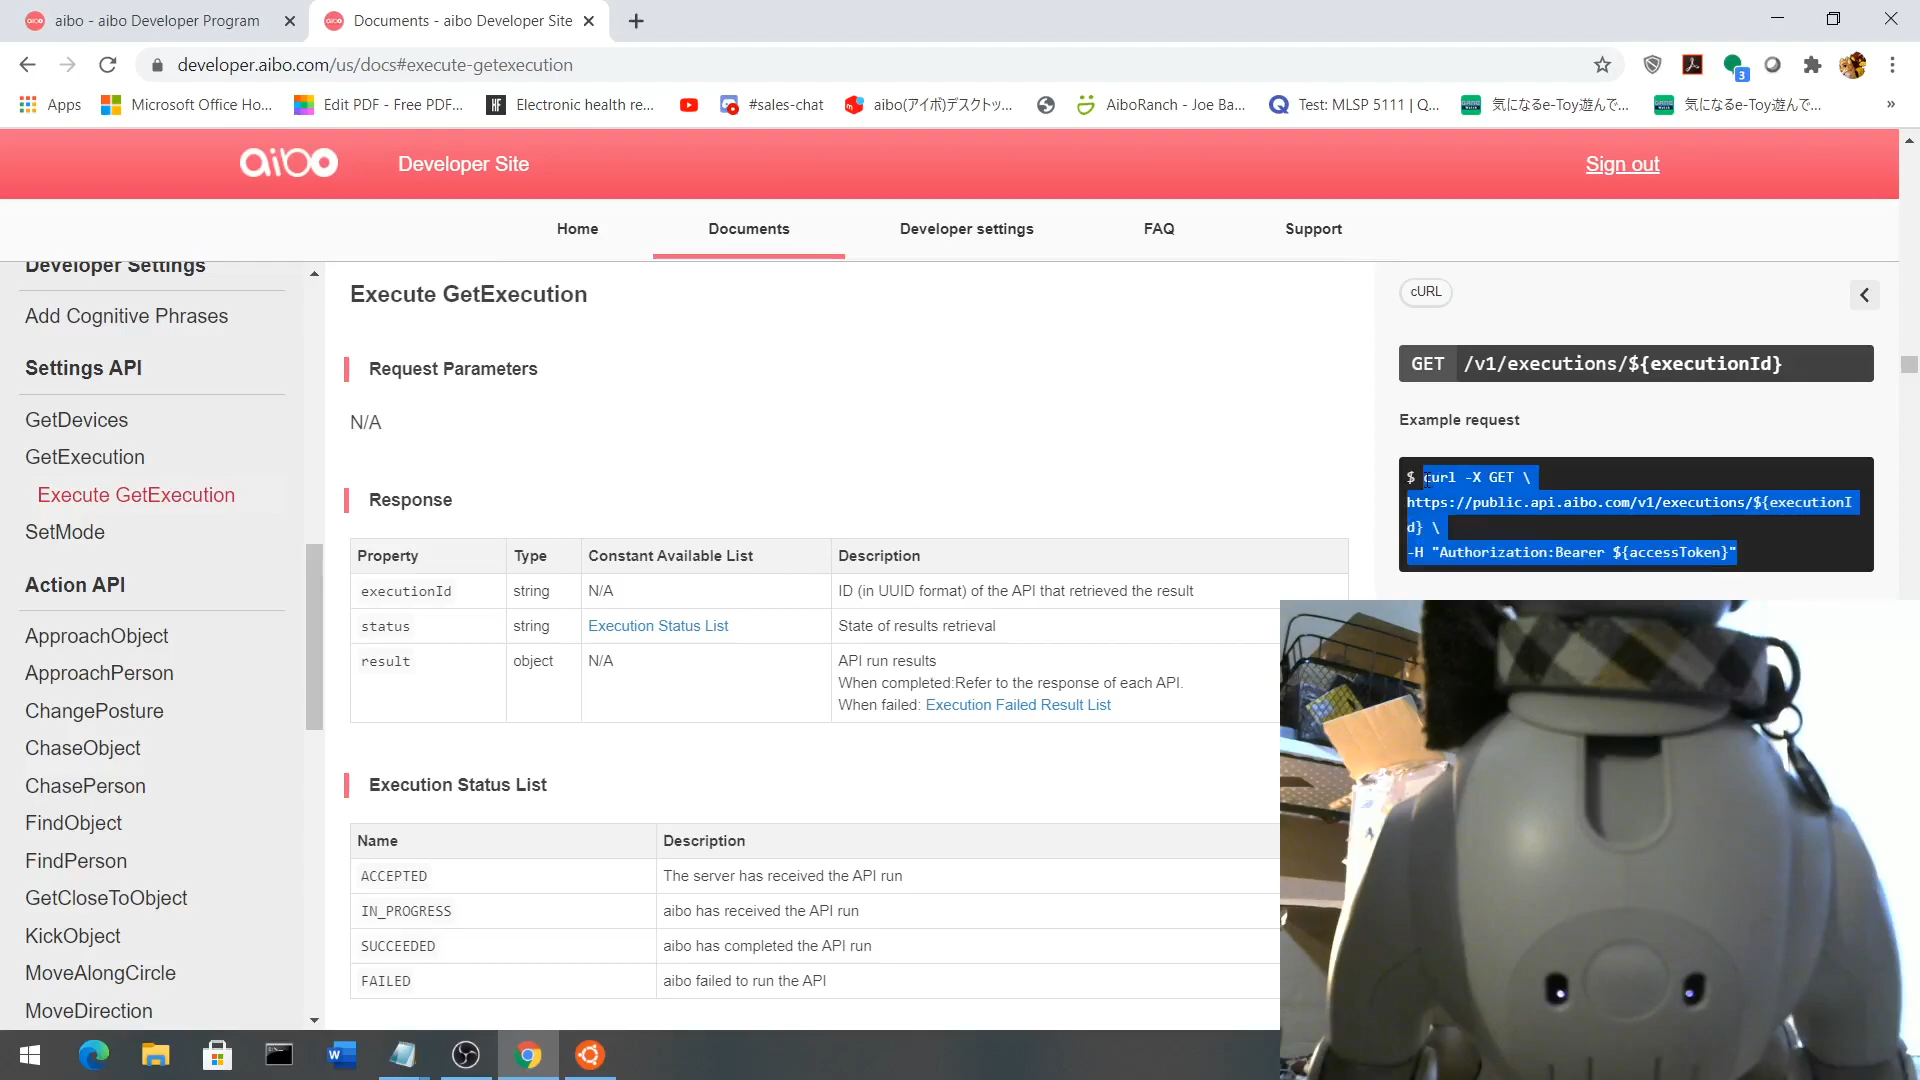 aibo - aibo Developer Program
Documents - aibo Developer Site
developer.aibo.com/us/docs#execute-getexecution
Apps
Microsoft Office Ho...
Edit PDF - Free PDF...
HF
Electronic health re...
#sales-chat
aibo(アイボ)デスクトッ...
AiboRanch - Joe Ba...
Test: MLSP 5111 | Q...
気になるe-Toy遊んで...
気になるe-Toy遊んで...
»
3
aibo
Developer Site
Sign out
Home
Documents
Developer settings
FAQ
Support
Developer Settings
Add Cognitive Phrases
Settings API
GetDevices
GetExecution
Execute GetExecution
SetMode
Action API
ApproachObject
ApproachPerson
ChangePosture
ChaseObject
ChasePerson
FindObject
FindPerson
GetCloseToObject
KickObject
MoveAlongCircle
MoveDirection
Execute GetExecution
Request Parameters
N/A
Response
Property Type Constant Available List Description
executionId string N/A ID (in UUID format) of the API that retrieved the result
status string Execution Status List State of results retrieval
result object N/A API run results
When completed:Refer to the response of each API.
When failed: Execution Failed Result List
Execution Status List
Name Description
ACCEPTED The server has received the API run
IN_PROGRESS aibo has received the API run
SUCCEEDED aibo has completed the API run
FAILED aibo failed to run the API
cURL
GET /v1/executions/${executionId}
Example request
$ curl -X GET \
https://public.api.aibo.com/v1/executions/${executionI
d} \
-H "Authorization:Bearer ${accessToken}"